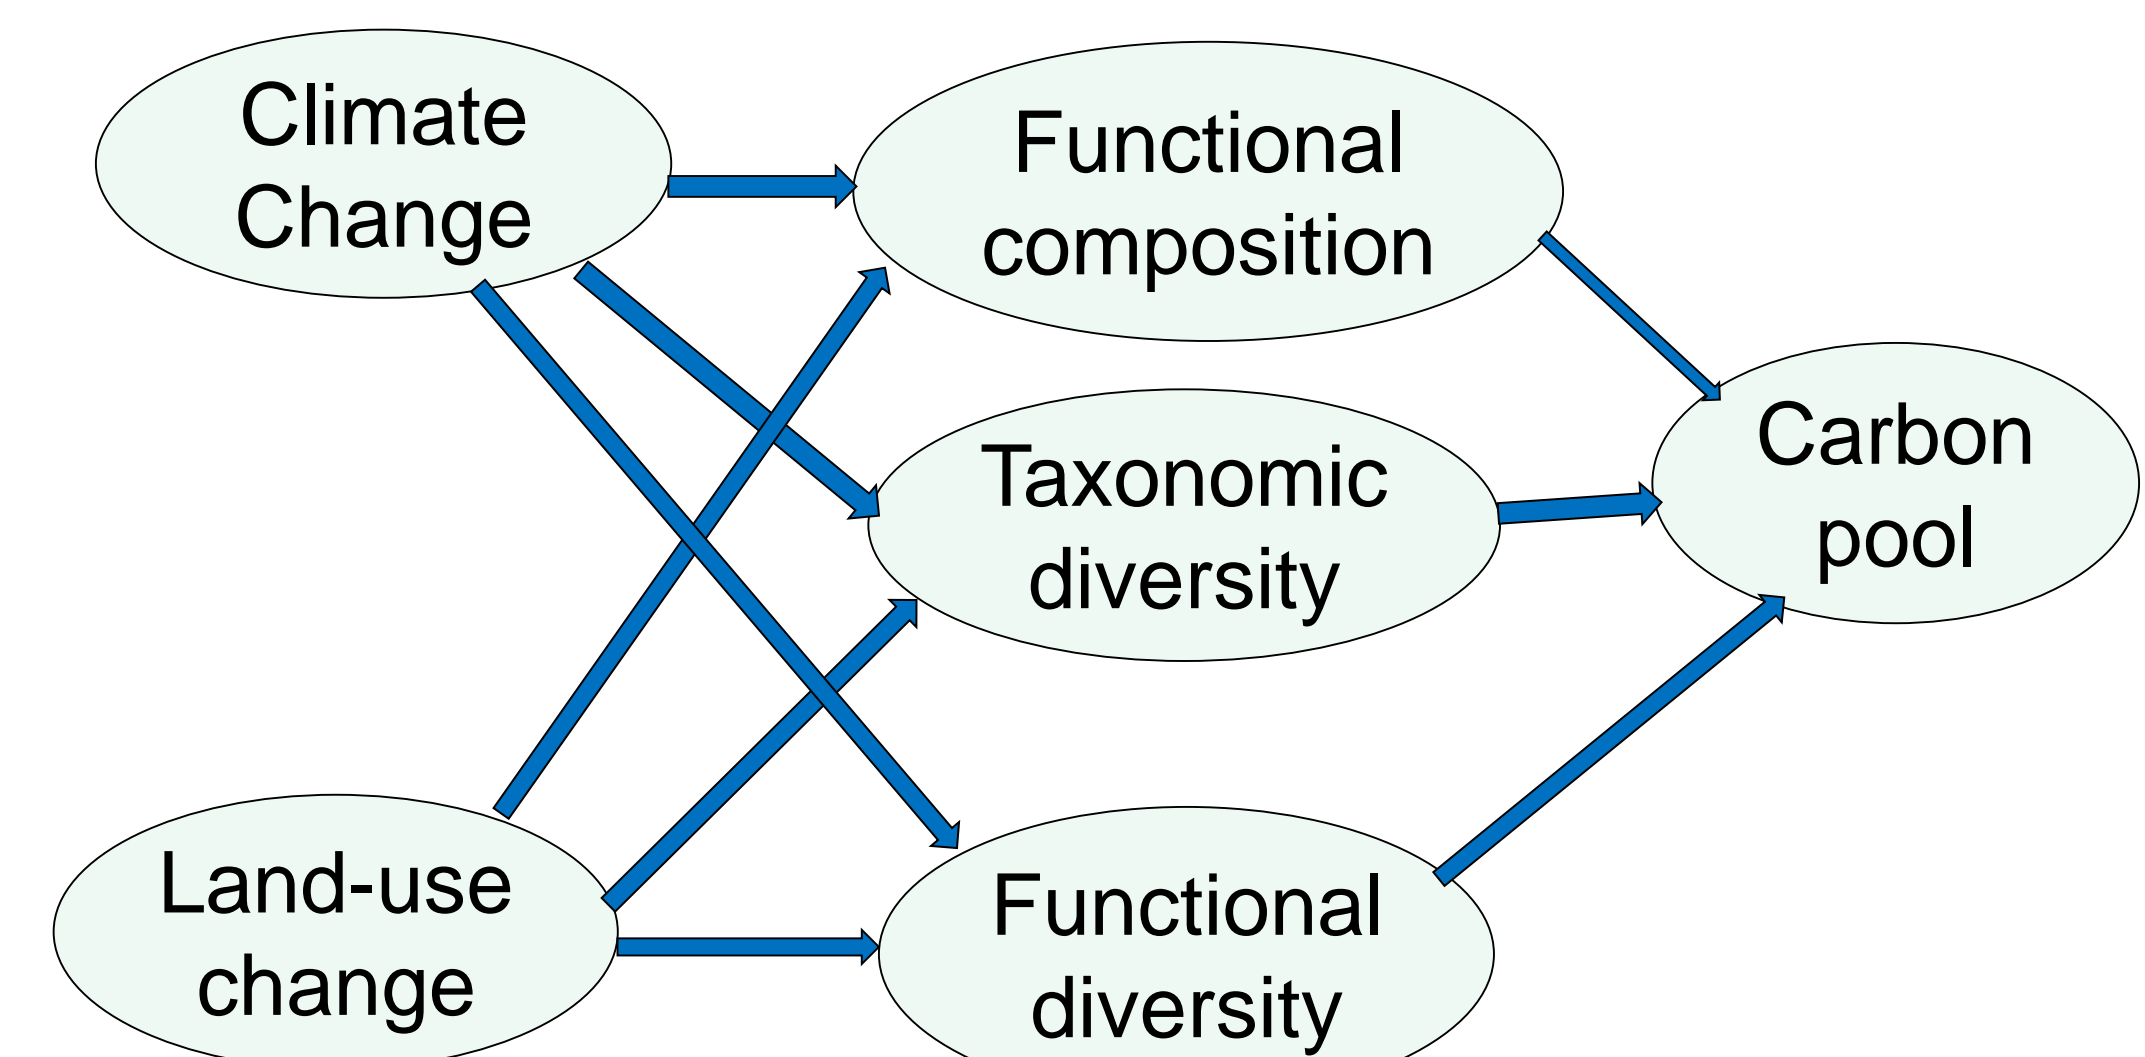 Climate
Change
Functional
composition
Taxonomic
diversity
Carbon
pool
Land-use
change
Functional
diversity